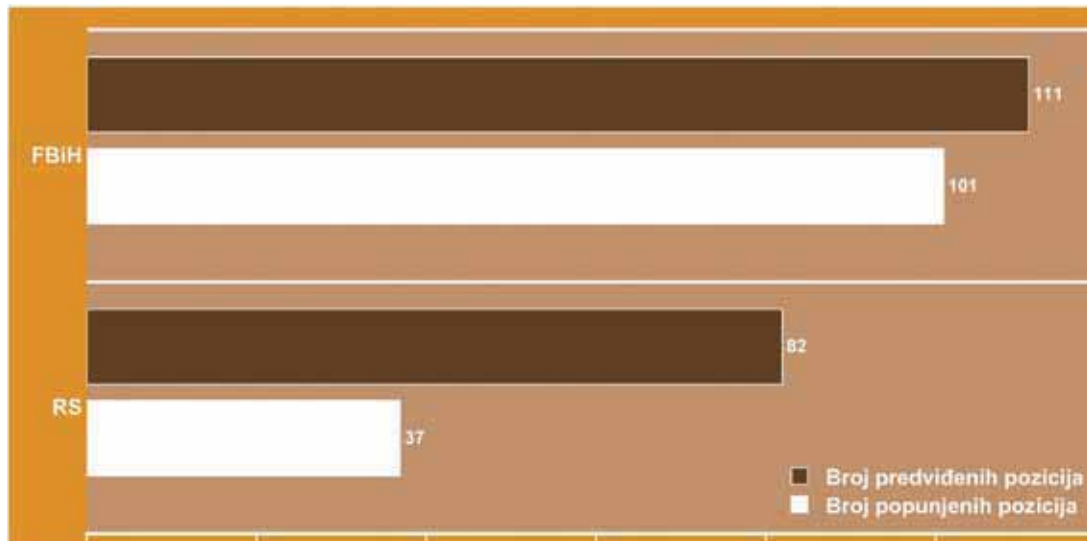 111
FBiH
101
82
RS
37
Broj predviđenih pozicija
Broj popunjenih pozicija